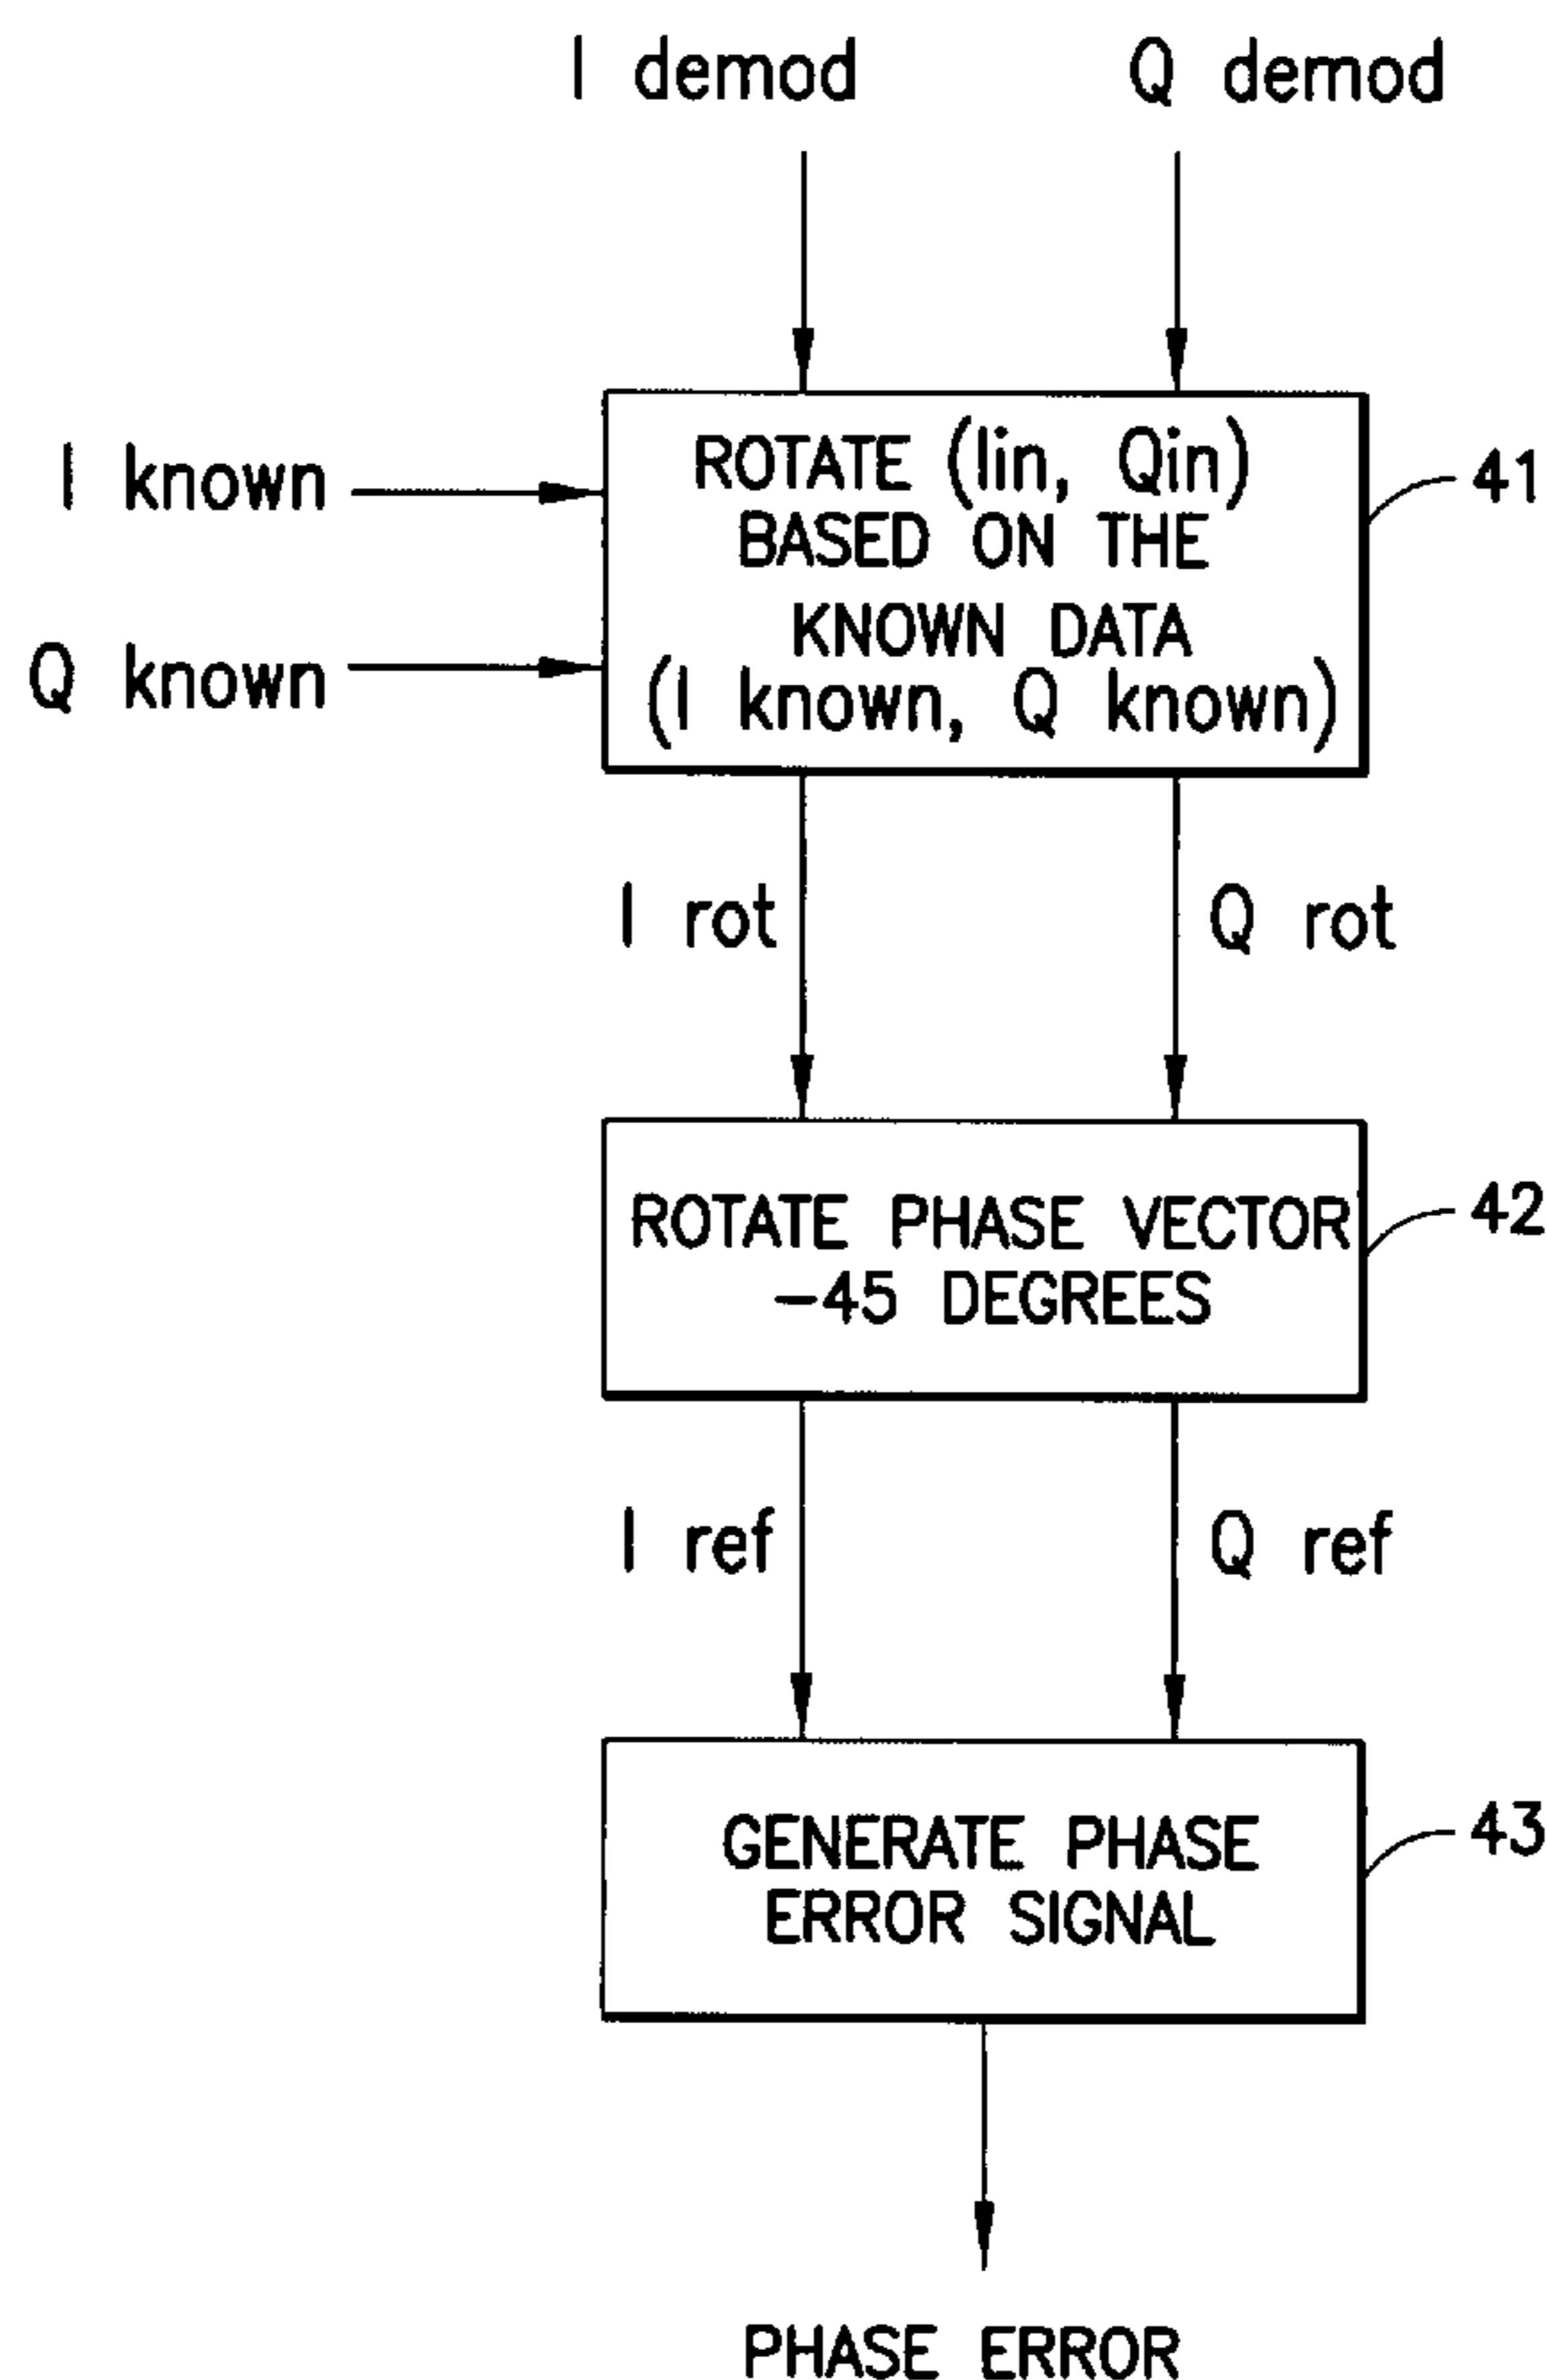 I demod
Q demod
I known
Q known
ROTATE (Iin, Qin)
BASED ON THE
KNOWN DATA
(I known, Q known)
41
I rot
Q rot
ROTATE PHASE VECTOR
-45 DEGREES
42
I ref
Q ref
GENERATE PHASE
ERROR SIGNAL
43
PHASE ERROR